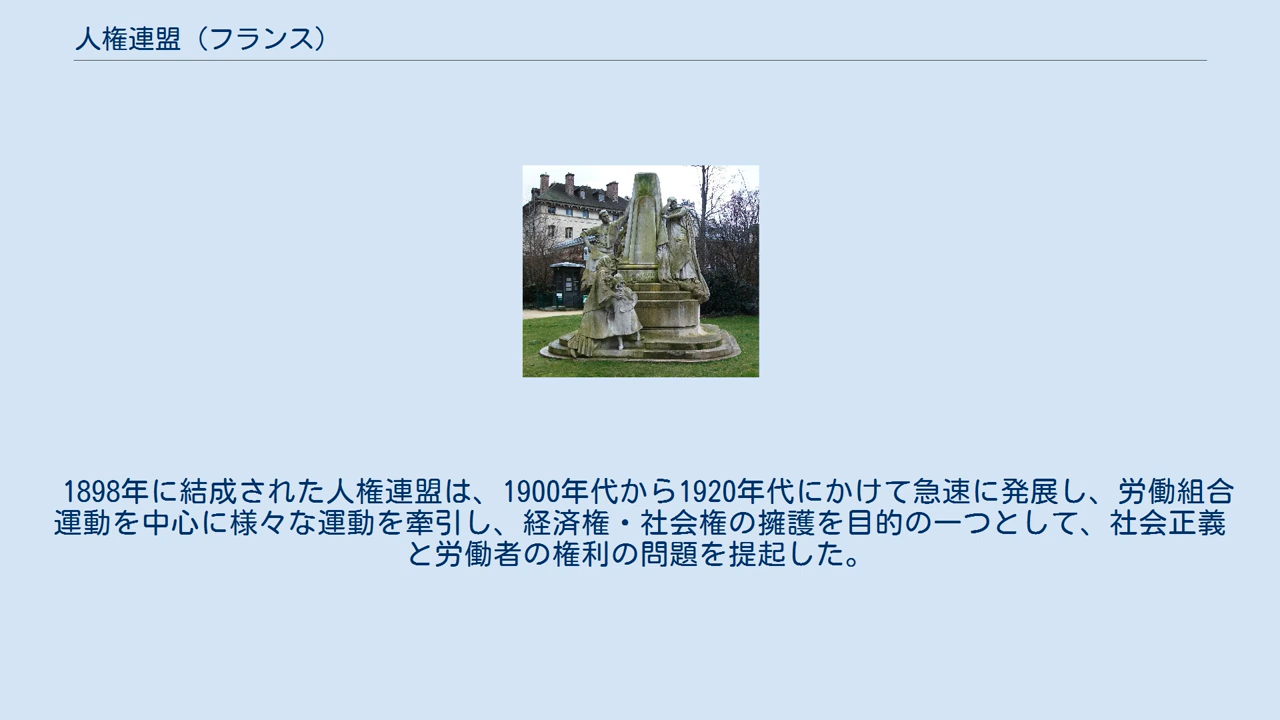 人権連盟（フランス）
1898年に結成された人権連盟は、1900年代から1920年代にかけて急速に発展し、労働組合
運動を中心に様々な運動を牽引し、経済権・社会権の擁護を目的の一つとして、社会正義
と労働者の権利の問題を提起した。